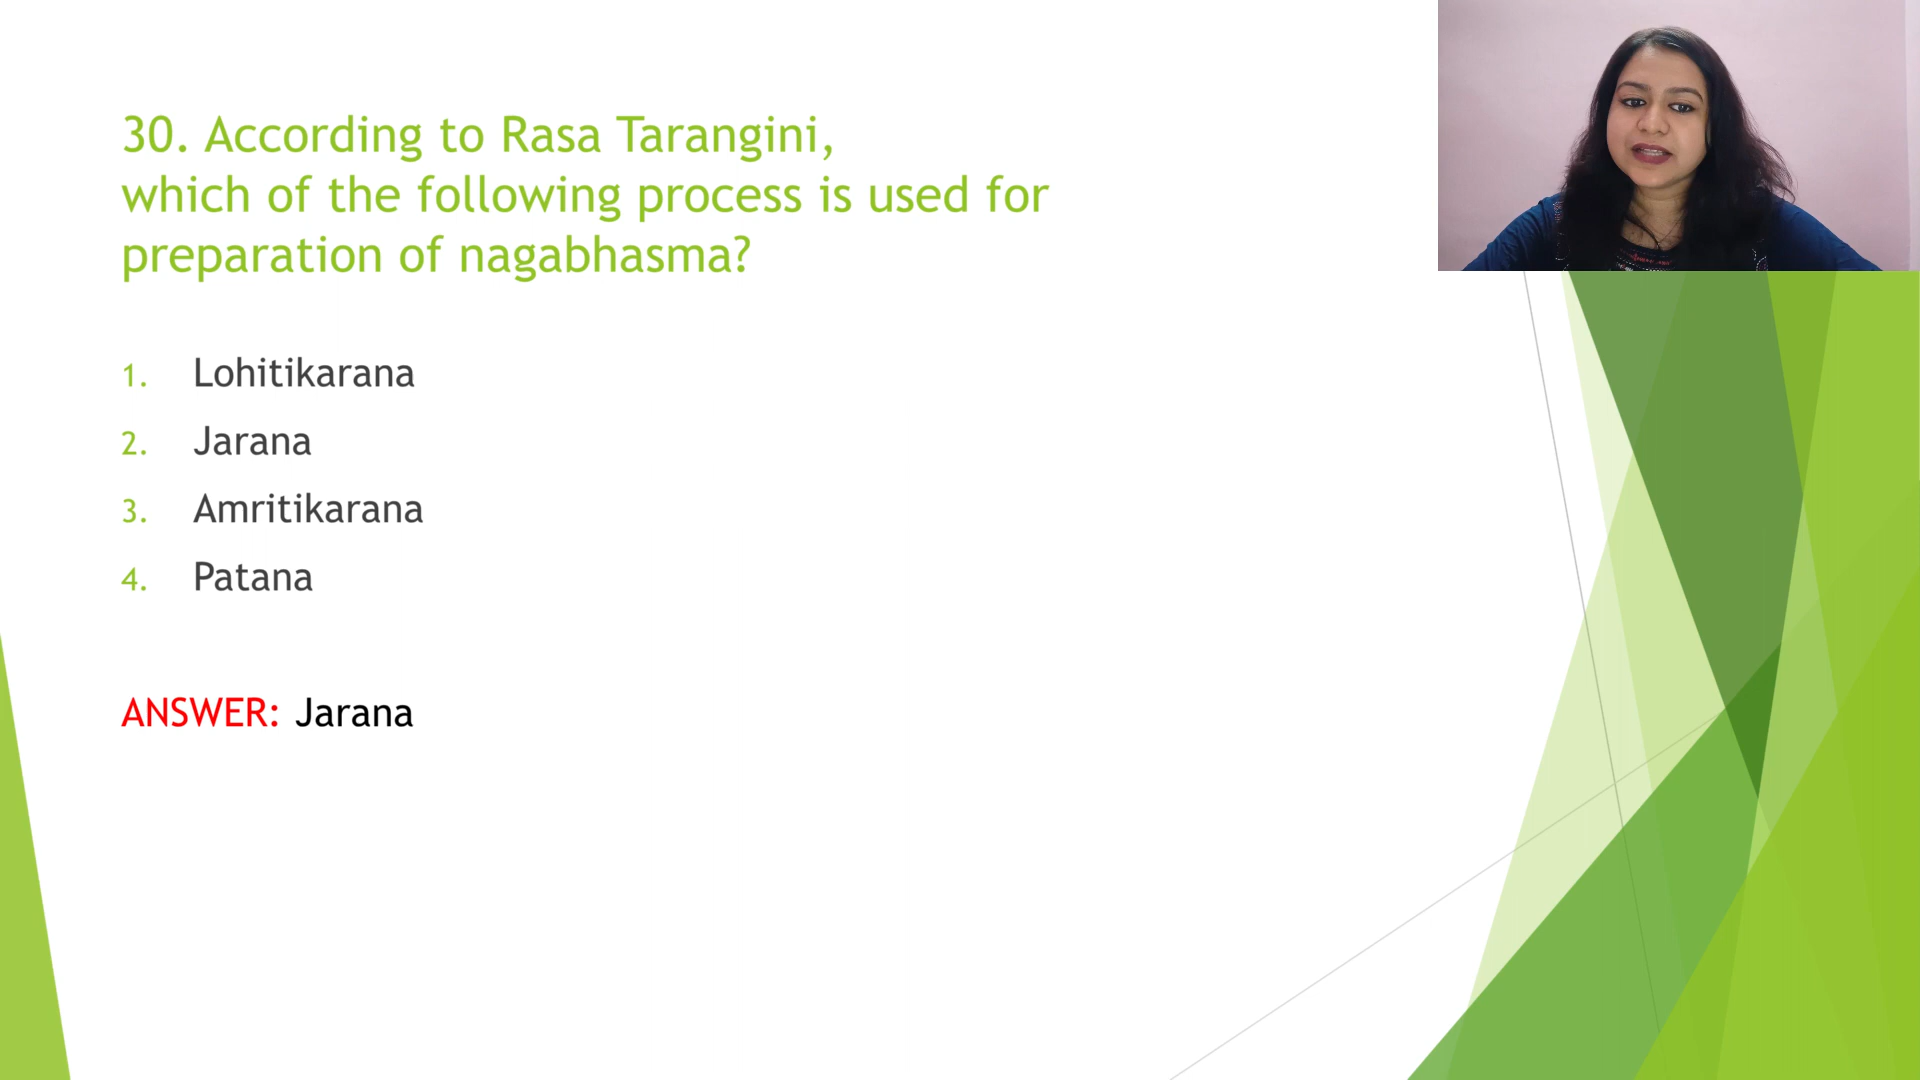 30. According to Rasa Tarangini,
which of the following process is used for
preparation of nagabhasma?
1. Lohitikarana
2. Jarana
3. Amritikarana
4. Patana
ANSWER: Jarana